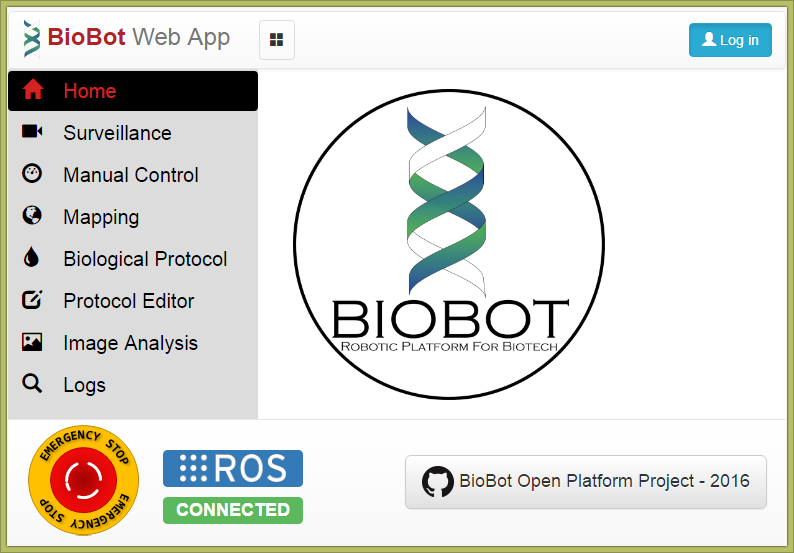 BioBot Web App
Log in
Home
Surveillance
Manual Control
Mapping
Biological Protocol
Protocol Editor
Image Analysis
Logs
BIOBOT
ROBOTIC PLATFORM FOR BIOTECH
EMERGENCY STOP
EMERGENCY STOP
ROS
CONNECTED
BioBot Open Platform Project - 2016